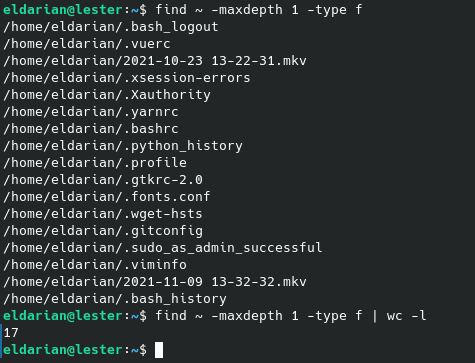 eldarian@lester:~$ find ~ -maxdepth 1 -type f
/home/eldarian/.bash_logout
/home/eldarian/.vuerc
/home/eldarian/2021-10-23 13-22-31.mkv
/home/eldarian/.xsession-errors
/home/eldarian/.Xauthority
/home/eldarian/.yarnrc
/home/eldarian/.bashrc
/home/eldarian/.python_history
/home/eldarian/.profile
/home/eldarian/.gtkrc-2.0
/home/eldarian/.fonts.conf
/home/eldarian/.wget-hsts
/home/eldarian/.gitconfig
/home/eldarian/.sudo_as_admin_successful
/home/eldarian/.viminfo
/home/eldarian/2021-11-09 13-32-32.mkv
/home/eldarian/.bash_history
eldarian@lester:~$ find ~ -maxdepth 1 -type f | wc -l
17
eldarian@lester:~$